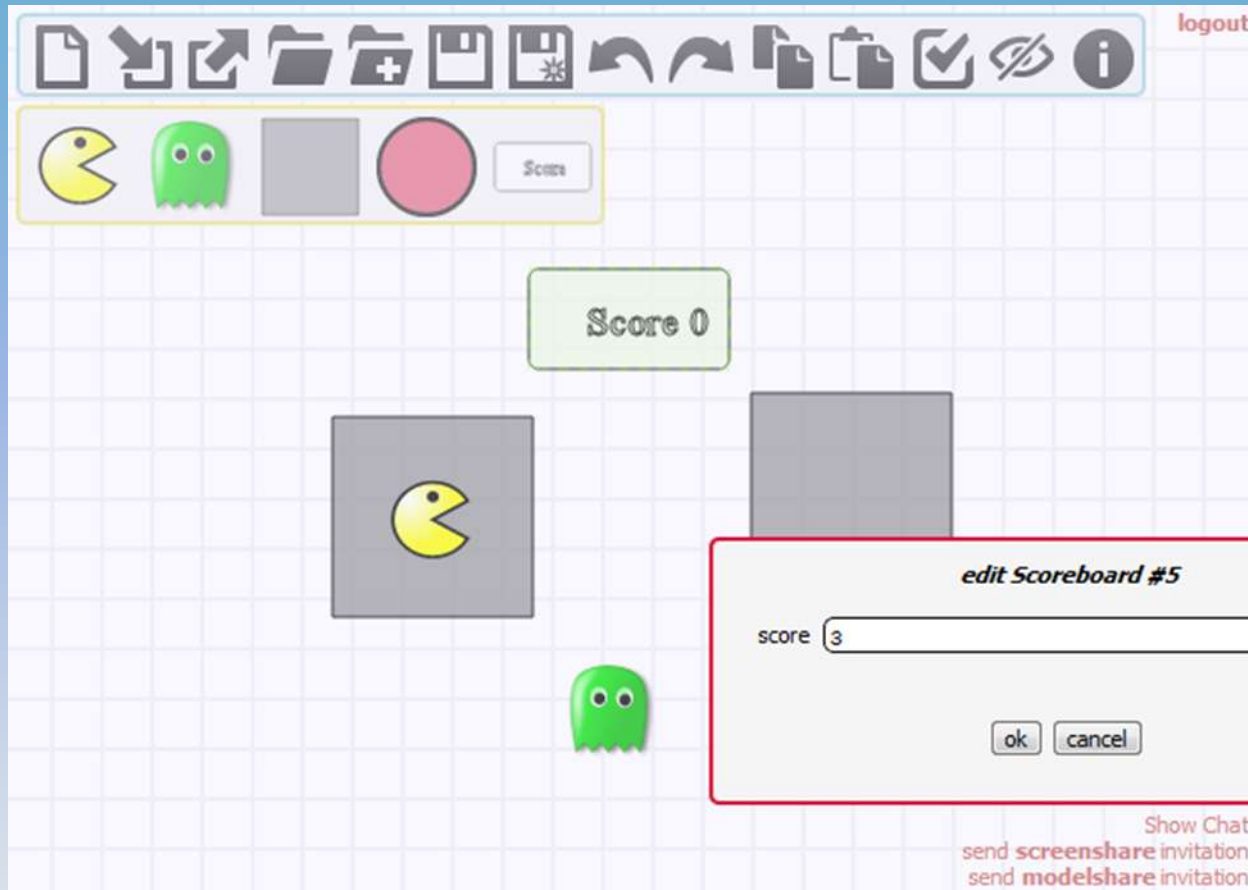 logout
Score
Score 0
edit Scoreboard #5
score 3
ok cancel
Show Chat
send screenshare invitation
send modelshare invitation